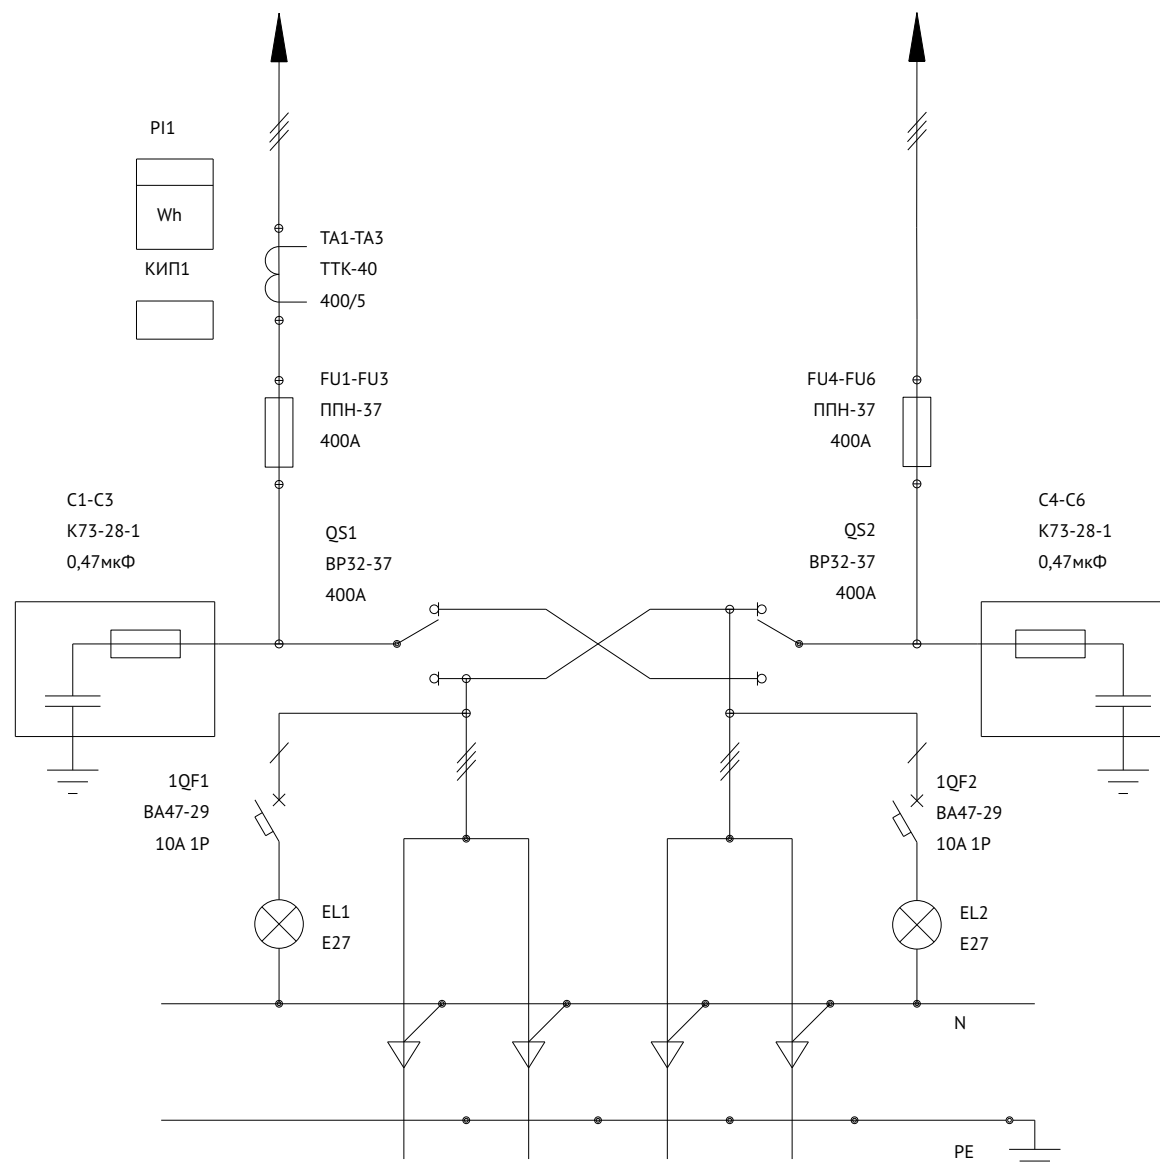 PI1
Wh
КИП1
TA1-TA3
ТТК-40
400/5
FU1-FU3
ППН-37
400А
FU4-FU6
ППН-37
400А
C1-C3
К73-28-1
0,47мкФ
QS1
ВР32-37
400А
QS2
ВР32-37
400А
C4-C6
К73-28-1
0,47мкФ
1QF1
ВА47-29
10А 1Р
1QF2
ВА47-29
10А 1Р
EL1
E27
EL2
E27
N
PE